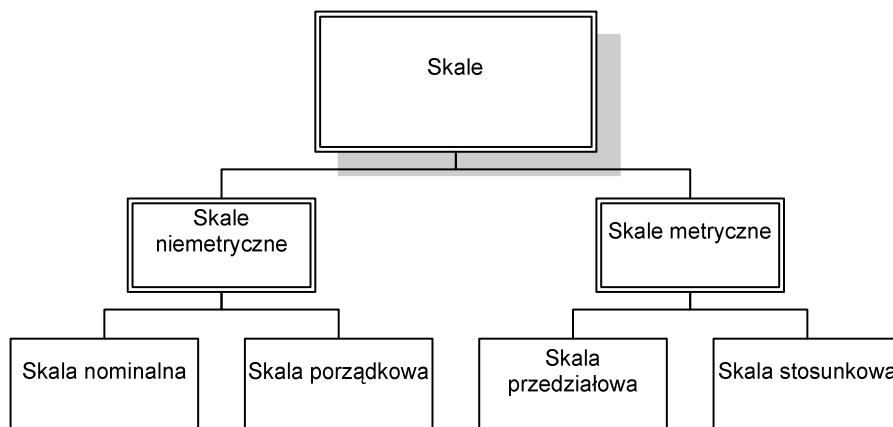 Skale
Skale
niemetryczne
Skale metryczne
Skala nominalna
Skala porządkowa
Skala
przedziałowa
Skala stosunkowa